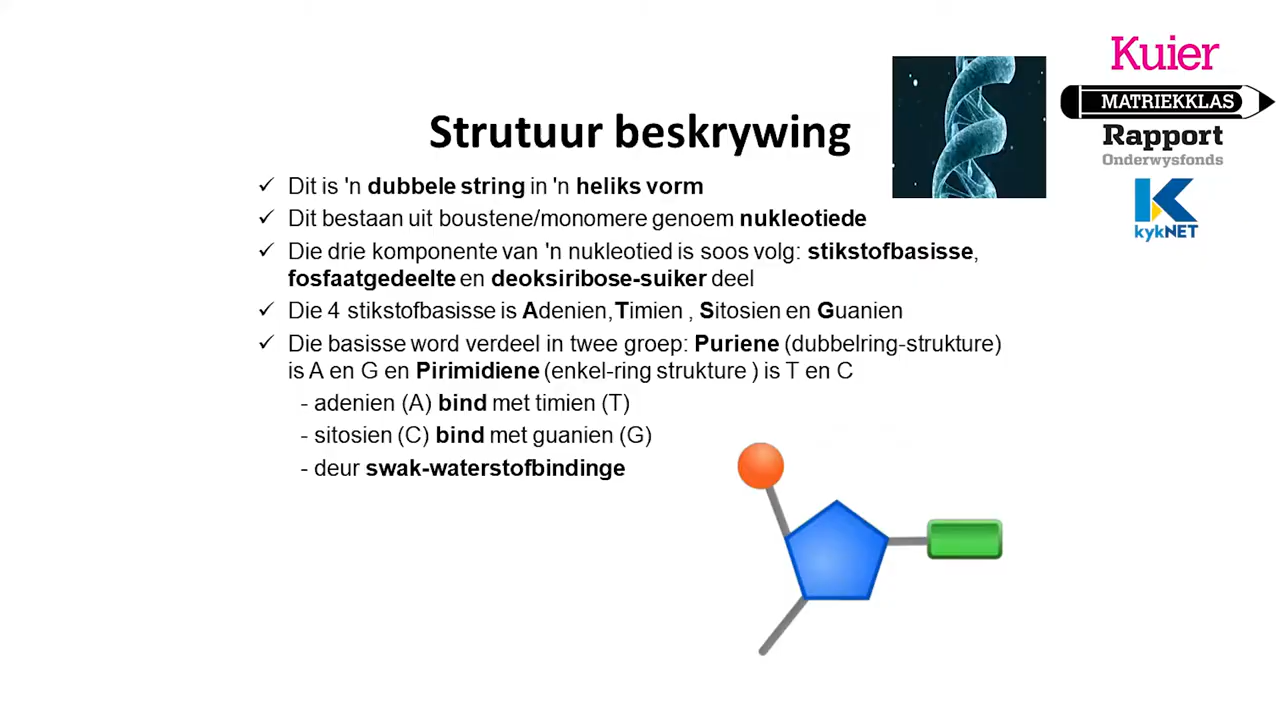 Kuier
MATRIEKKLAS
Rapport
Onderwysfonds
kykNET
Strutuur beskrywing
✓ Dit is 'n dubbele string in 'n heliks vorm
✓ Dit bestaan uit boustene/monomere genoem nukleotiede
✓ Die drie komponente van 'n nukleotied is soos volg: stikstofbasisse,
fosfaatgedeelte en deoksiribose-suiker deel
✓ Die 4 stikstofbasisse is Adenien,Timien , Sitosien en Guanien
✓ Die basisse word verdeel in twee groep: Puriene (dubbelring-strukture)
is A en G en Pirimidiene (enkel-ring strukture ) is T en C
- adenien (A) bind met timien (T)
- sitosien (C) bind met guanien (G)
- deur swak-waterstofbindinge